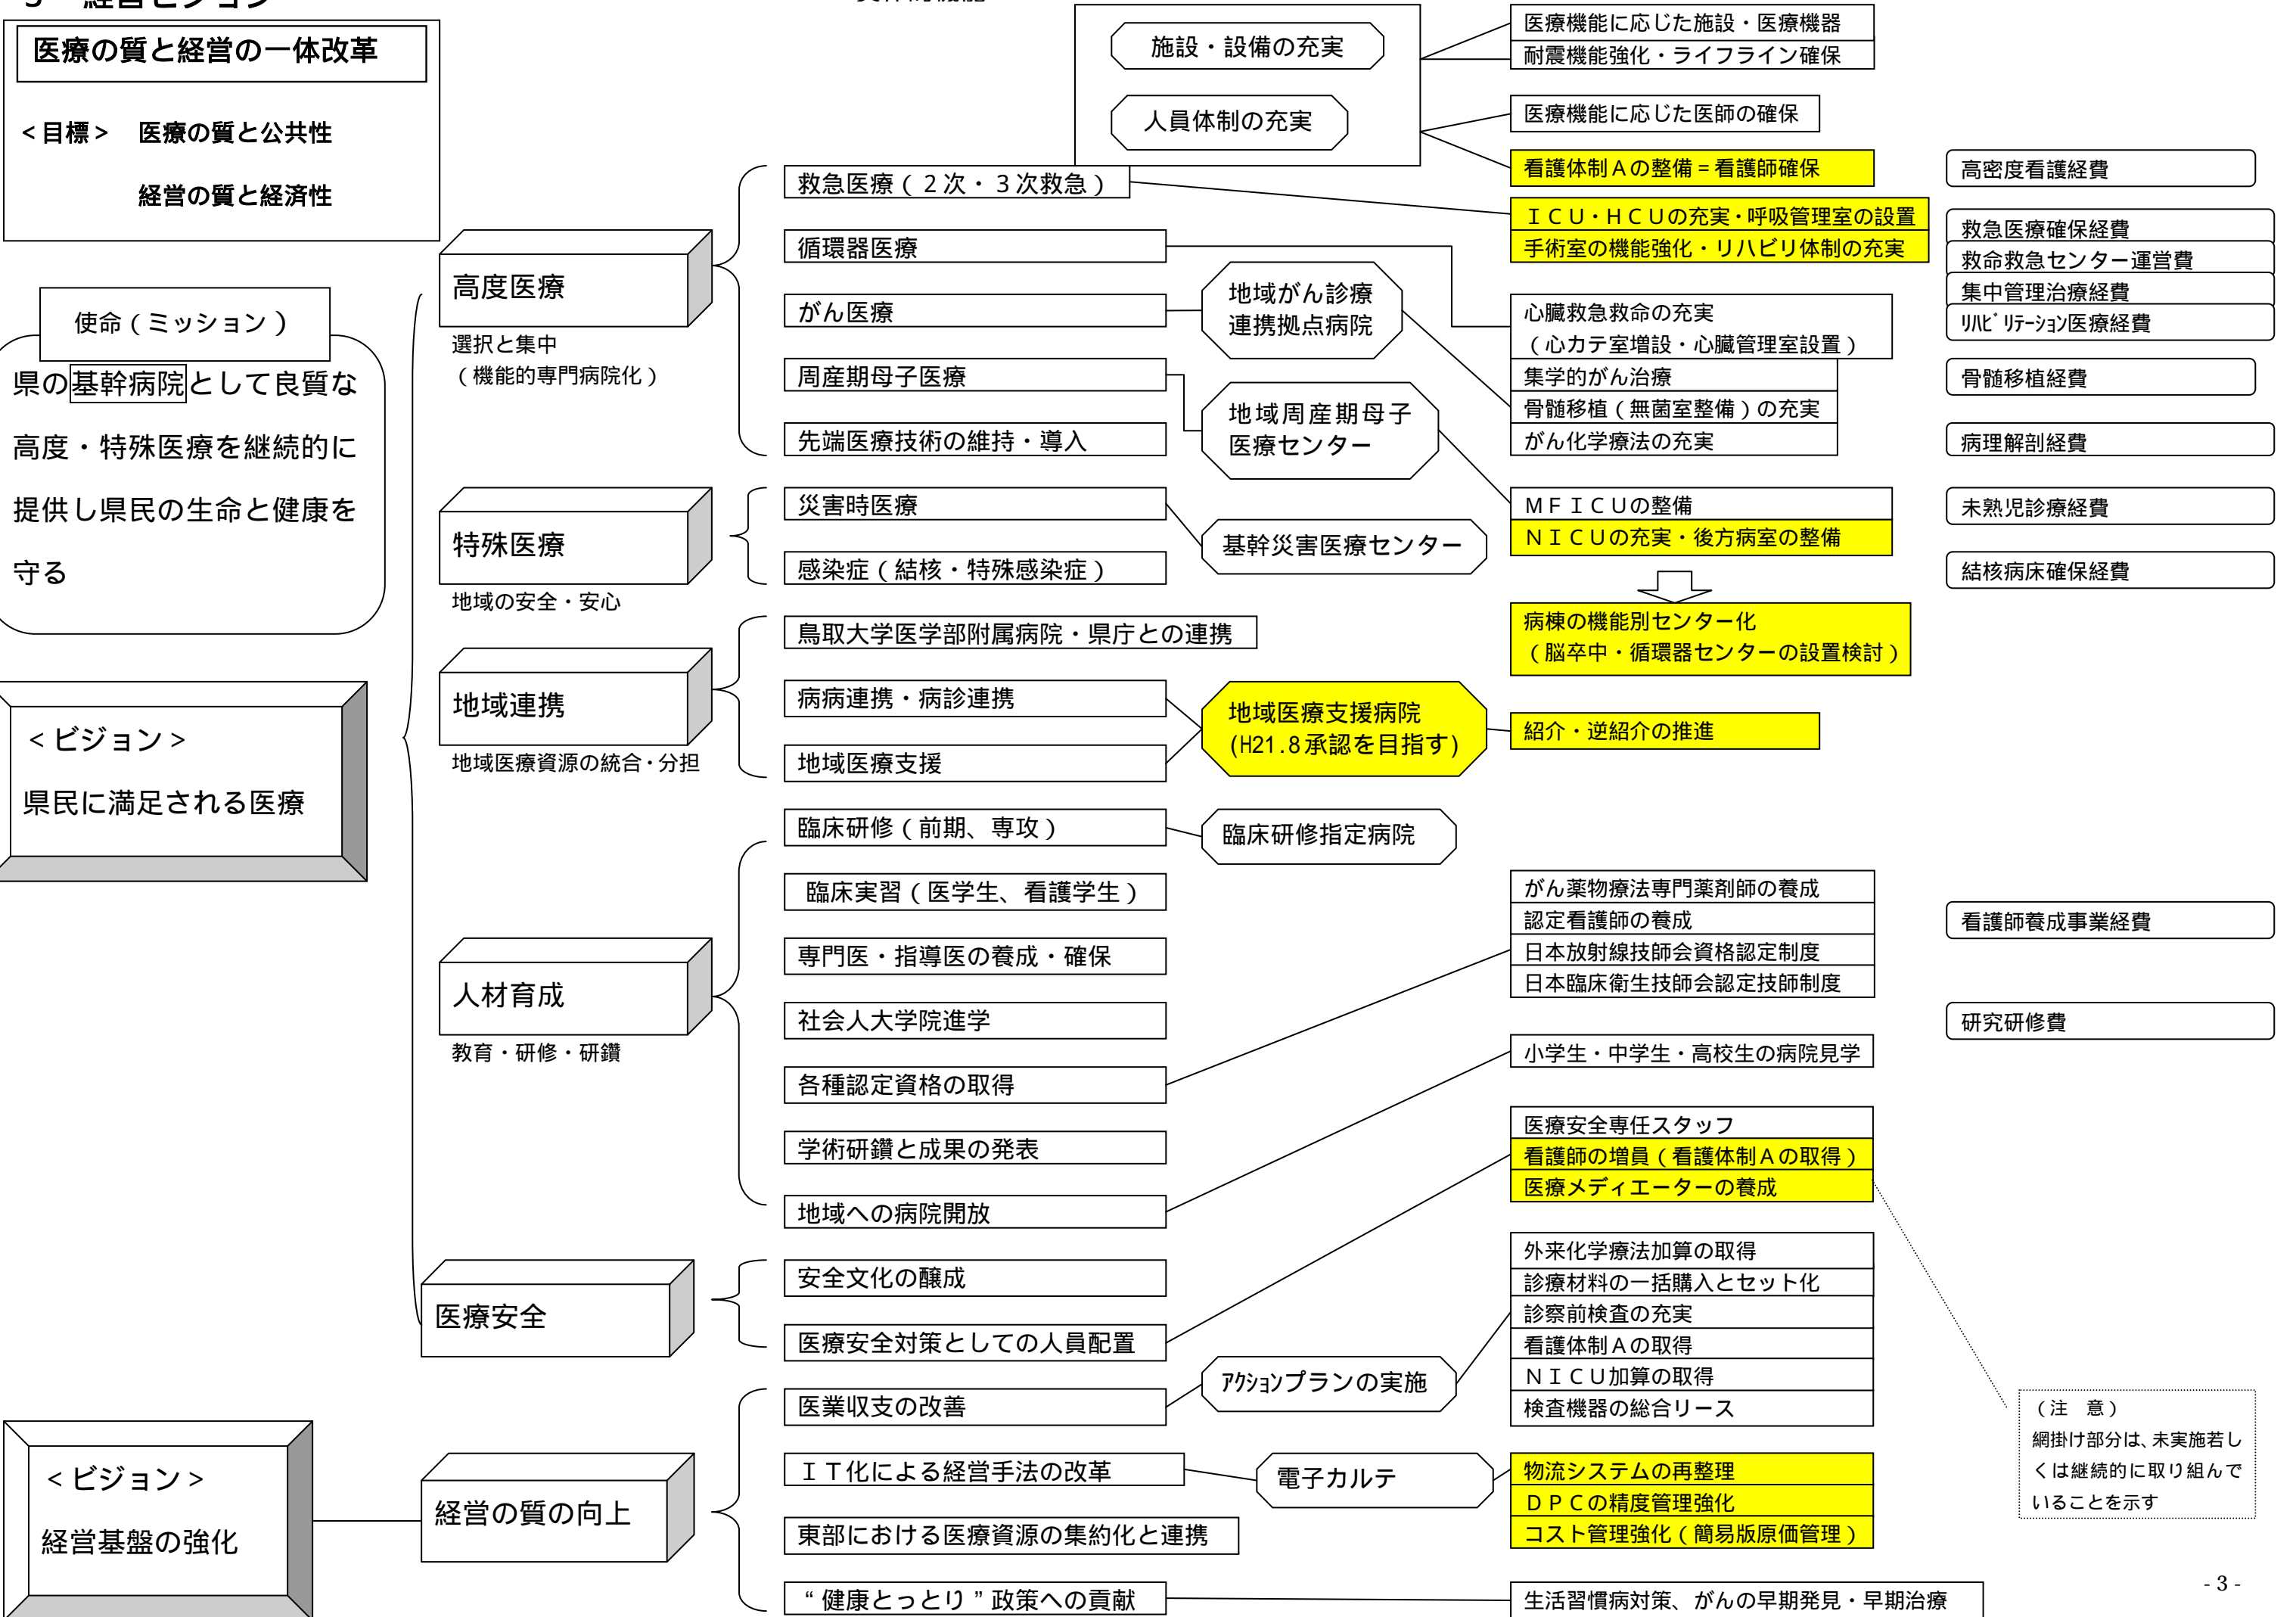 経営ビジョン
医療の質と経営の一体改革
＜目標＞　医療の質と公共性
経営の質と経済性
使命（ミッション）
県の基幹病院として良質な
高度・特殊医療を継続的に
提供し県民の生命と健康を
守る
＜ビジョン＞
県民に満足される医療
＜ビジョン＞
経営基盤の強化
高度医療
選択と集中
（機能的専門病院化）
特殊医療
地域の安全・安心
地域連携
地域医療資源の統合・分担
人材育成
教育・研修・研鑽
医療安全
経営の質の向上
救急医療（２次・３次救急）
循環器医療
がん医療
周産期母子医療
先端医療技術の維持・導入
災害時医療
感染症（結核・特殊感染症）
鳥取大学医学部附属病院・県庁との連携
病病連携・病診連携
地域医療支援
臨床研修（前期、専攻）
臨床実習（医学生、看護学生）
専門医・指導医の養成・確保
社会人大学院進学
各種認定資格の取得
学術研鑽と成果の発表
地域への病院開放
安全文化の醸成
医療安全対策としての人員配置
医業収支の改善
ＩＴ化による経営手法の改革
東部における医療資源の集約化と連携
“健康とっとり”政策への貢献
施設・設備の充実
人員体制の充実
地域がん診療
連携拠点病院
地域周産期母子
医療センター
基幹災害医療センター
地域医療支援病院
(H21.8承認を目指す)
臨床研修指定病院
ｱｸｼｮﾝプランの実施
電子カルテ
医療機能に応じた施設・医療機器
耐震機能強化・ライフライン確保
医療機能に応じた医師の確保
看護体制Ａの整備＝看護師確保
ＩＣＵ・ＨＣＵの充実・呼吸管理室の設置
手術室の機能強化・リハビリ体制の充実
心臓救急救命の充実
（心カテ室増設・心臓管理室設置）
集学的がん治療
骨髄移植（無菌室整備）の充実
がん化学療法の充実
ＭＦＩＣＵの整備
ＮＩＣＵの充実・後方病室の整備
病棟の機能別センター化
（脳卒中・循環器センターの設置検討）
紹介・逆紹介の推進
がん薬物療法専門薬剤師の養成
認定看護師の養成
日本放射線技師会資格認定制度
日本臨床衛生技師会認定技師制度
小学生・中学生・高校生の病院見学
医療安全専任スタッフ
看護師の増員（看護体制Ａの取得）
医療メディエーターの養成
外来化学療法加算の取得
診療材料の一括購入とセット化
診察前検査の充実
看護体制Ａの取得
ＮＩＣＵ加算の取得
検査機器の総合リース
物流システムの再整理
ＤＰＣの精度管理強化
コスト管理強化（簡易版原価管理）
生活習慣病対策、がんの早期発見・早期治療
高密度看護経費
救急医療確保経費
救命救急センター運営費
集中管理治療経費
ﾘﾊﾋﾞﾘﾃｰｼｮﾝ医療経費
骨髄移植経費
病理解剖経費
未熟児診療経費
結核病床確保経費
看護師養成事業経費
研究研修費
（注　意）
網掛け部分は、未実施若し
くは継続的に取り組んで
いることを示す
- 3 -